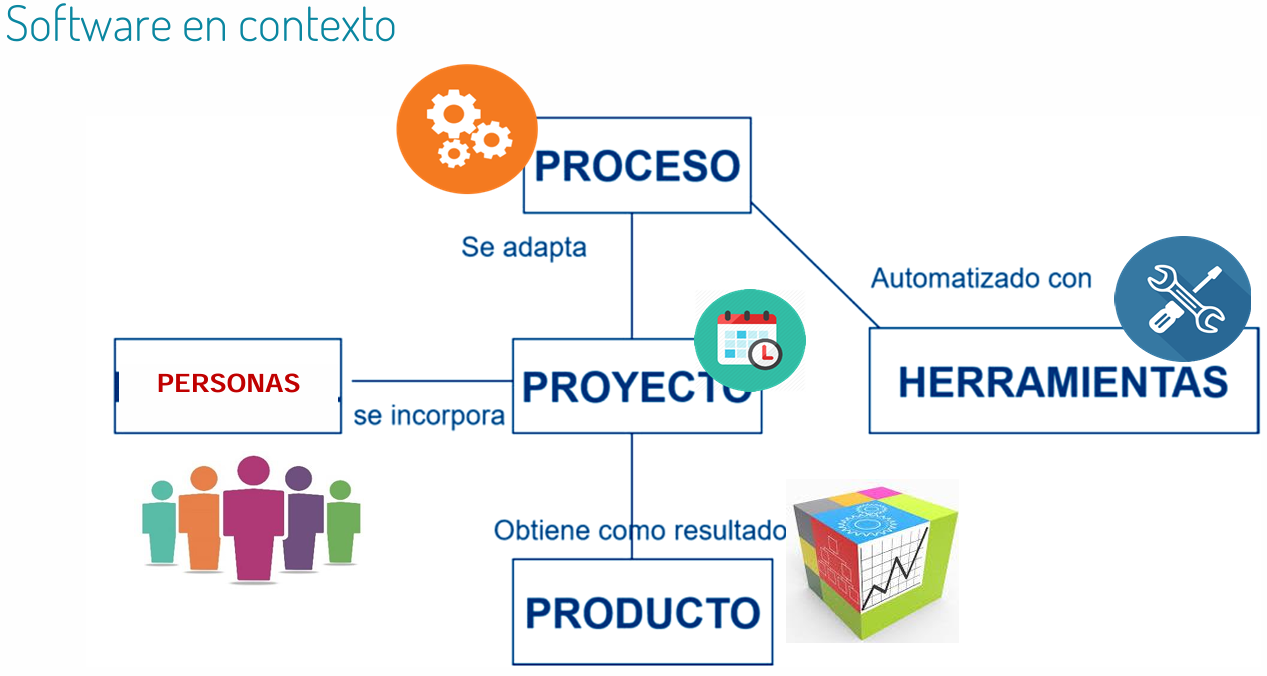 Software en contexto
PROCESO
Se adapta
Automatizado con
PERSONAS
se incorpora
PROYECTO
HERRAMIENTAS
Obtiene como resultado
PRODUCTO